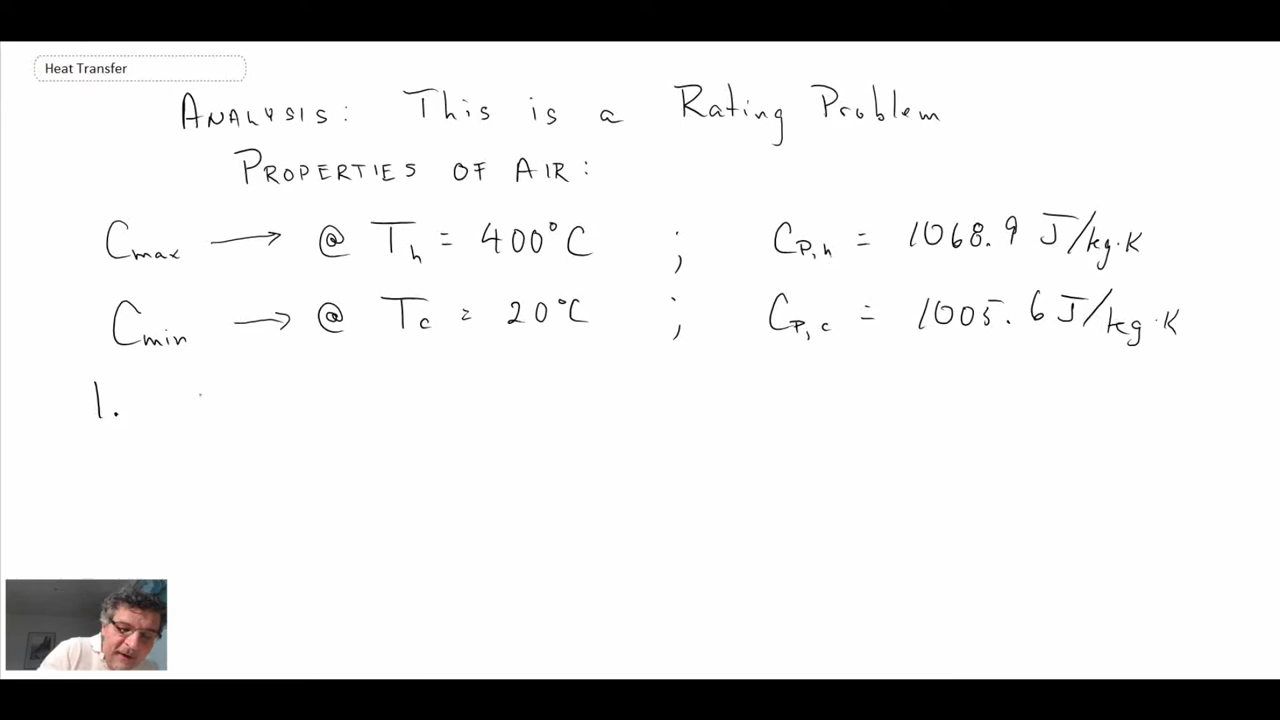 Heat Transfer
ANALYSIS: This is a Rating Problem
PROPERTIES OF AIR:
Cmax → @ Th = 400°C ; Cp,h = 1068.9 J/kg·K
Cmin → @ Tc = 20°C ; Cp,c = 1005.6 J/kg·K
1.